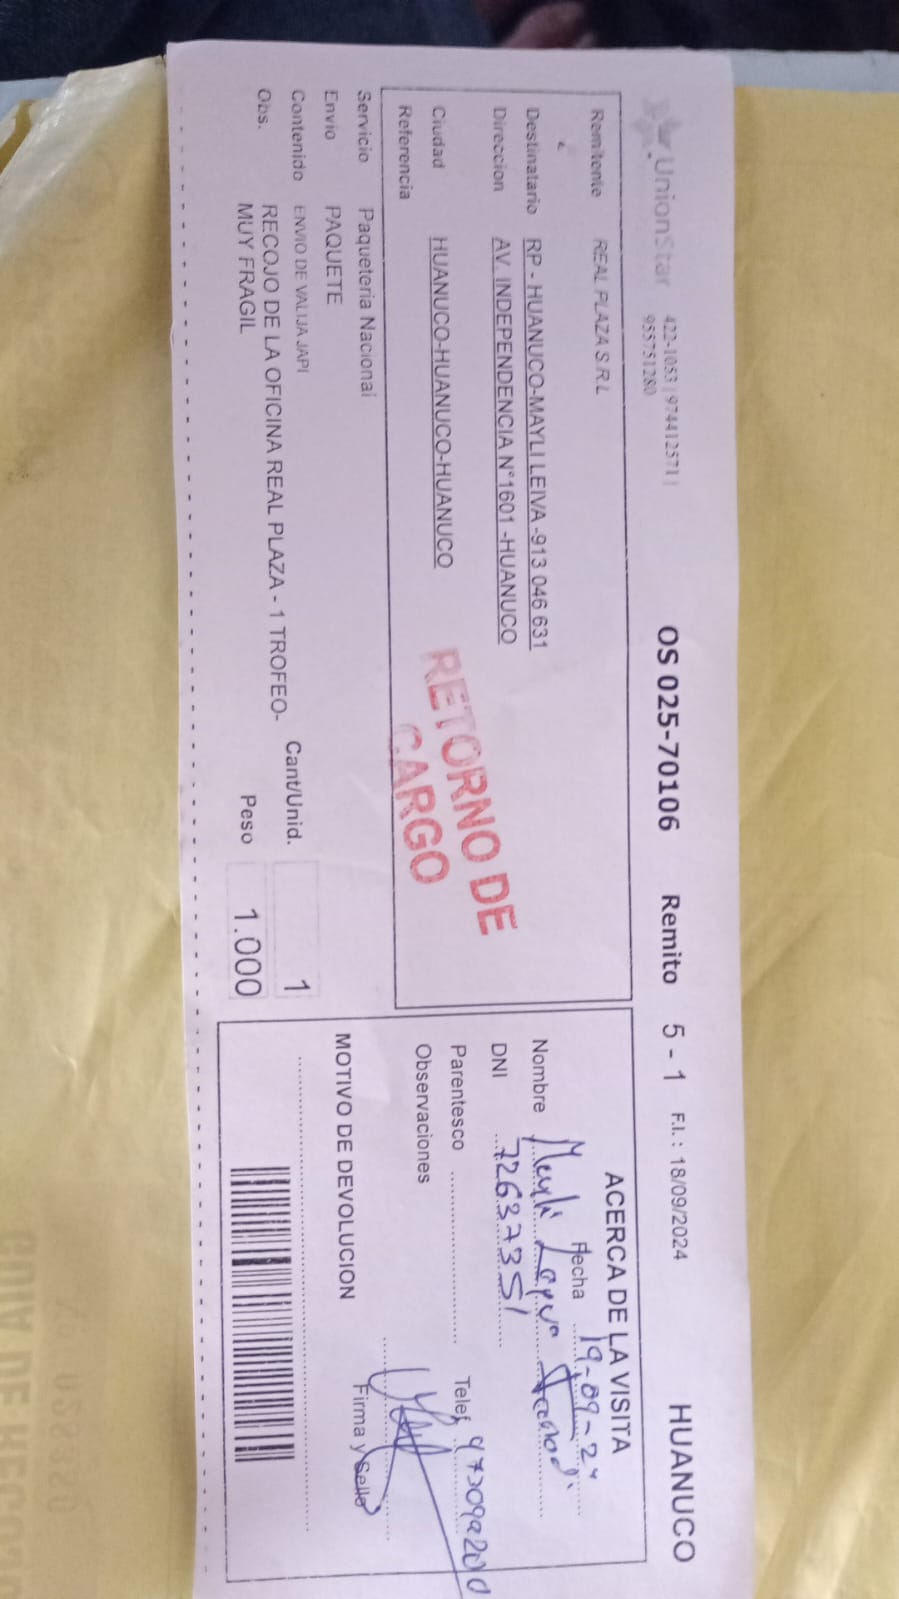 UnionStar
422-1053 | 974412571 |
955751280
OS 025-70106 Remito 5 - 1 F.I. : 18/09/2024 HUANUCO
Remitente REAL PLAZA S.R.L
Destinatario RP - HUANUCO-MAYLI LEIVA -913 046 631
Direccion AV. INDEPENDENCIA N°1601 -HUANUCO
Ciudad HUANUCO-HUANUCO-HUANUCO
Referencia
RETORNO DE
CARGO
Servicio Paqueteria Nacional
Envio PAQUETE
Contenido ENVIO DE VALIJA JAPI
Cant/Unid. 1
Obs. RECOJO DE LA OFICINA REAL PLAZA - 1 TROFEO-
MUY FRAGIL
Peso 1.000
ACERCA DE LA VISITA
Fecha 19-09-24
Nombre
DNI 72637351
Parentesco Telef.
Observaciones
Firma y Sello
MOTIVO DE DEVOLUCION